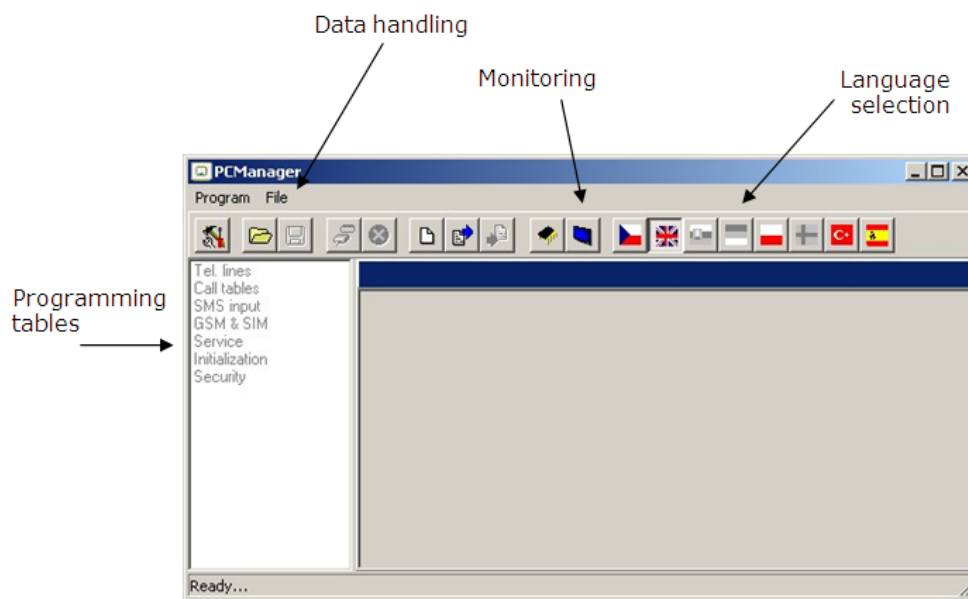 Data handling
Monitoring
Language
selection
PCManager
Program File
Programming
tables
Tel. lines
Call tables
SMS input
GSM & SIM
Service
Initialization
Security
Ready...